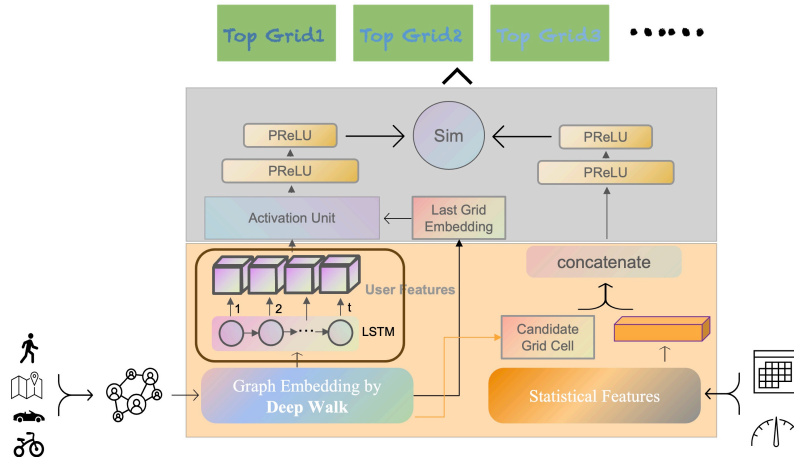 Top Grid1
Top Grid2
Top Grid3
Sim
PReLU
PReLU
PReLU
PReLU
Activation Unit
Last Grid
Embedding
concatenate
User Features
1
2
t
LSTM
Candidate
Grid Cell
Graph Embedding by
Deep Walk
Statistical Features